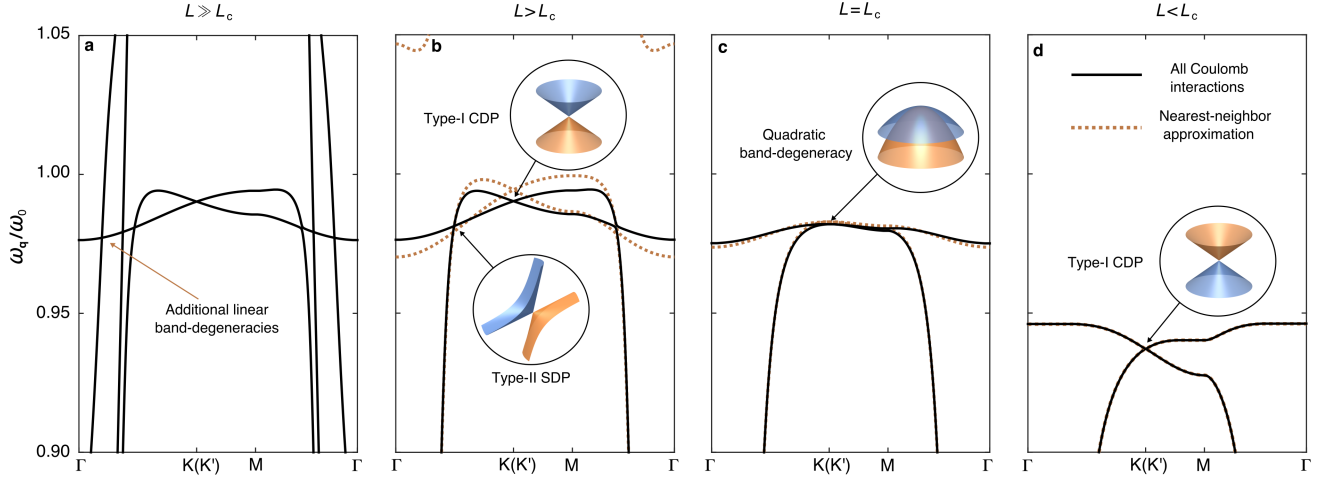 L ≫ L_c
L > L_c
L = L_c
L < L_c
1.05
1.00
0.95
0.90
ω_q/ω_0
a
Additional linear
band-degeneracies
Γ K(K') M Γ
b
Type-I CDP
Type-II SDP
Γ K(K') M Γ
c
Quadratic
band-degeneracy
Γ K(K') M Γ
d
All Coulomb
interactions
Nearest-neighbor
approximation
Type-I CDP
Γ K(K') M Γ